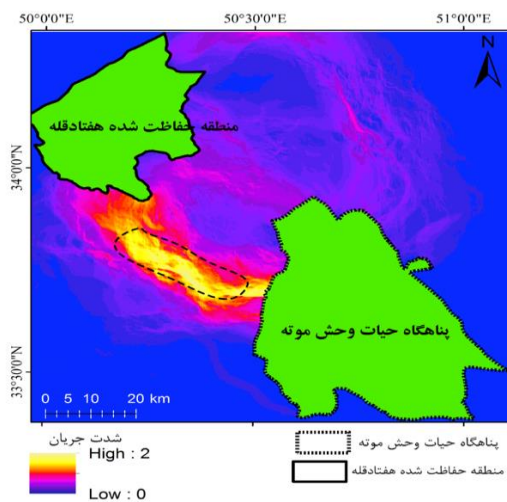 50°0'0"E 50°30'0"E 51°0'0"E
N
منطقه حفاظت شده هفتادقله
34°0'0"N
پناهگاه حیات وحش موته
33°30'0"N
0 5 10 20 km
شدت جریان
High : 2
Low : 0
پناهگاه حیات وحش موته
منطقه حفاظت شده هفتادقله